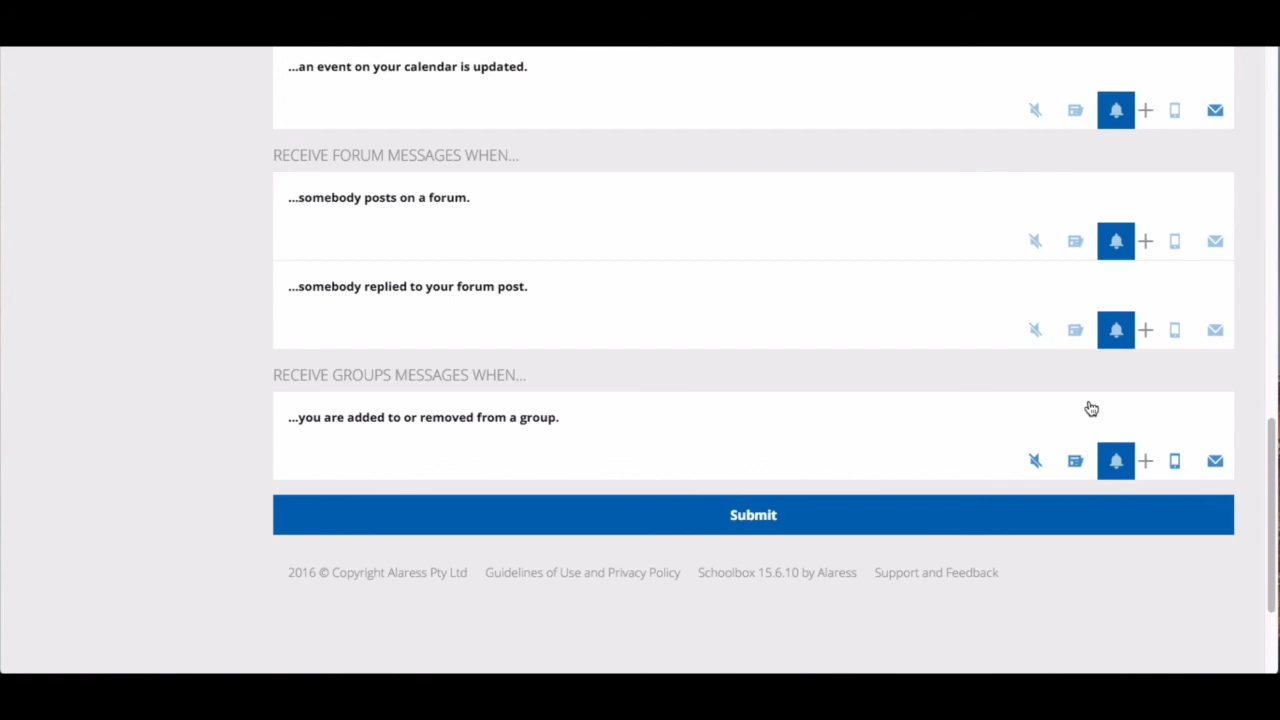 ...an event on your calendar is updated.
RECEIVE FORUM MESSAGES WHEN...
...somebody posts on a forum.
...somebody replied to your forum post.
RECEIVE GROUPS MESSAGES WHEN...
...you are added to or removed from a group.
Submit
2016 © Copyright Alaress Pty Ltd Guidelines of Use and Privacy Policy Schoolbox 15.6.10 by Alaress Support and Feedback